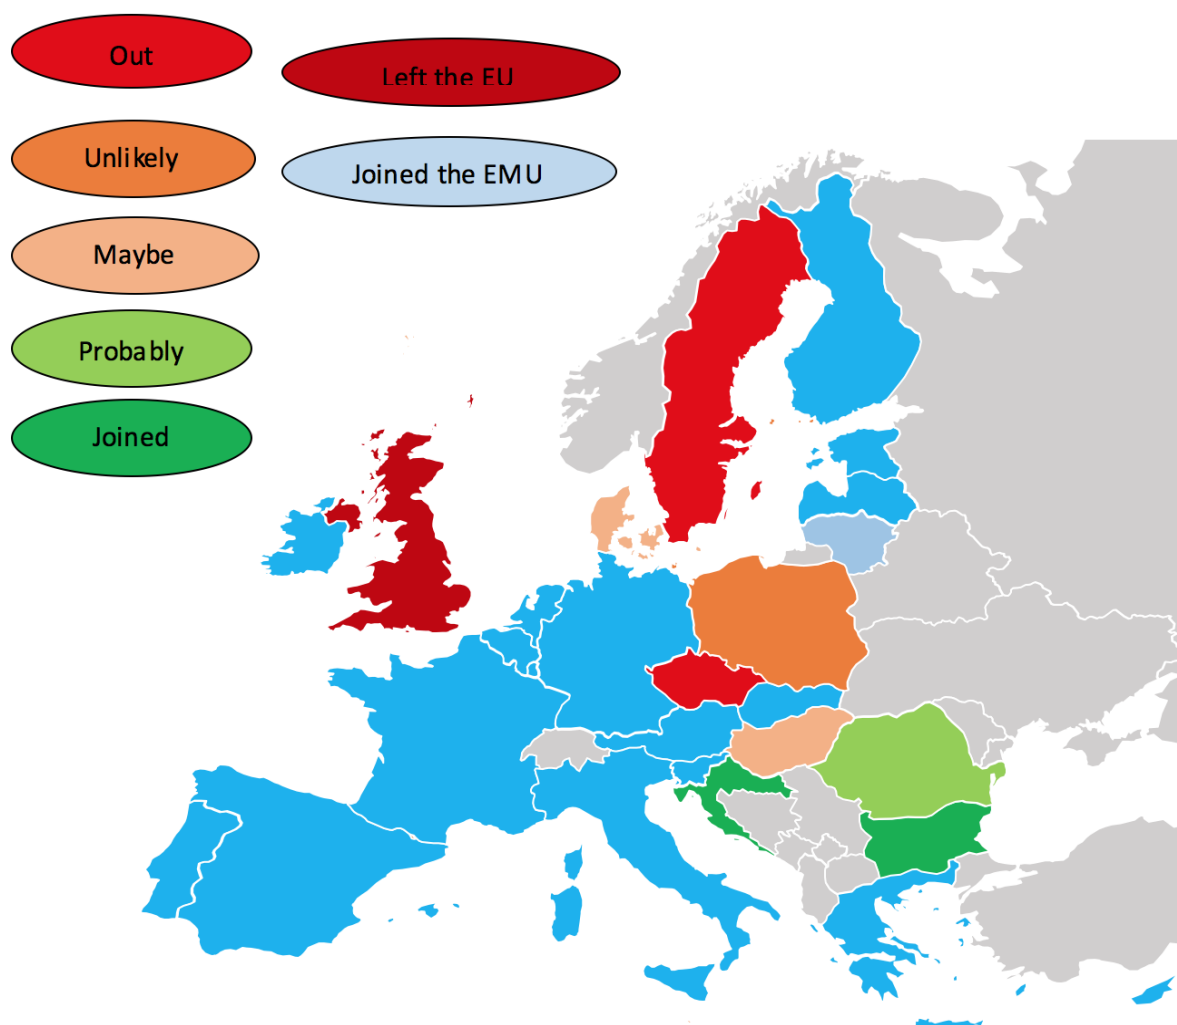 Out
Left the EU
Unlikely
Joined the EMU
Maybe
Probably
Joined